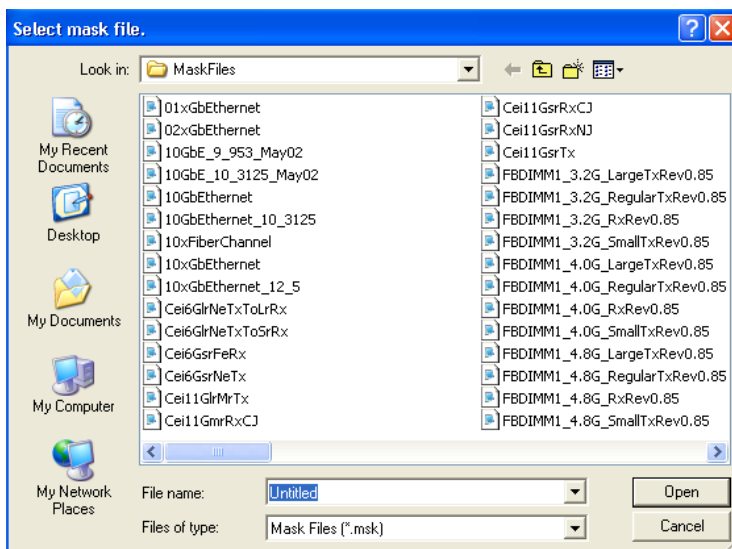 Select mask file.
Look in: MaskFiles
My Recent
Documents
Desktop
My Documents
My Computer
My Network
Places
01xGbEthernet
02xGbEthernet
10GbE_9_953_May02
10GbE_10_3125_May02
10GbEthernet
10GbEthernet_10_3125
10xFiberChannel
10xGbEthernet
10xGbEthernet_12_5
Cei6GlrNeTxToLrRx
Cei6GlrNeTxToSrRx
Cei6GsrFeRx
Cei6GsrNeTx
Cei11GlrMrTx
Cei11GmrRxCJ
Cei11GsrRxCJ
Cei11GsrRxNJ
Cei11GsrTx
FBDIMM1_3.2G_LargeTxRev0.85
FBDIMM1_3.2G_RegularTxRev0.85
FBDIMM1_3.2G_RxRev0.85
FBDIMM1_3.2G_SmallTxRev0.85
FBDIMM1_4.0G_LargeTxRev0.85
FBDIMM1_4.0G_RegularTxRev0.85
FBDIMM1_4.0G_RxRev0.85
FBDIMM1_4.0G_SmallTxRev0.85
FBDIMM1_4.8G_LargeTxRev0.85
FBDIMM1_4.8G_RegularTxRev0.85
FBDIMM1_4.8G_RxRev0.85
FBDIMM1_4.8G_SmallTxRev0.85
File name: Untitled
Open
Files of type: Mask Files (*.msk)
Cancel